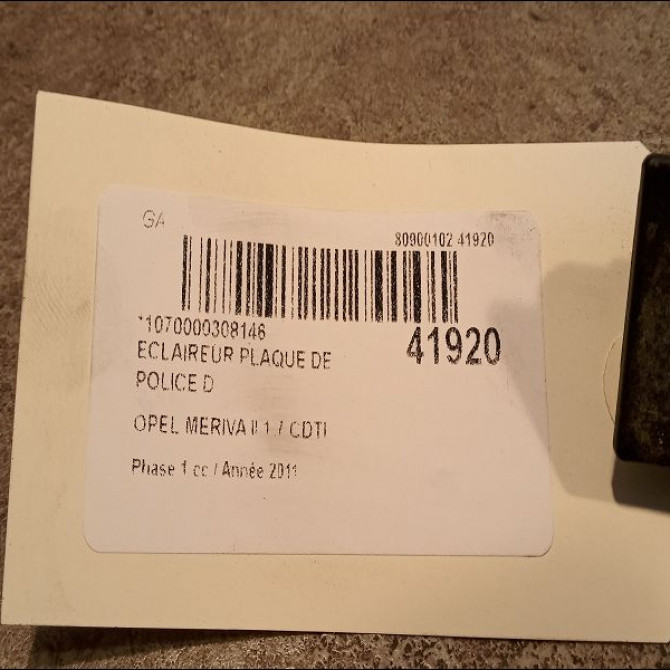 GA
80900102 41920
*1070000308146
41920
ECLAIREUR PLAQUE DE
POLICE D
OPEL MERIVA II 1.7 CDTI
Phase 1 cc / Année 2011